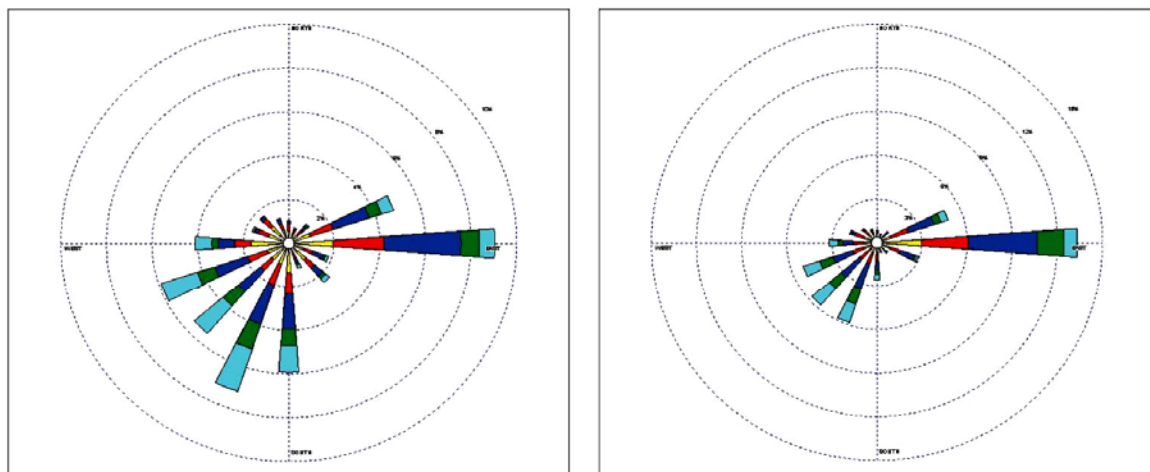 NORTH
10%
8%
6%
4%
2%
WEST
EAST
SOUTH
NORTH
15%
12%
9%
6%
3%
WEST
EAST
SOUTH